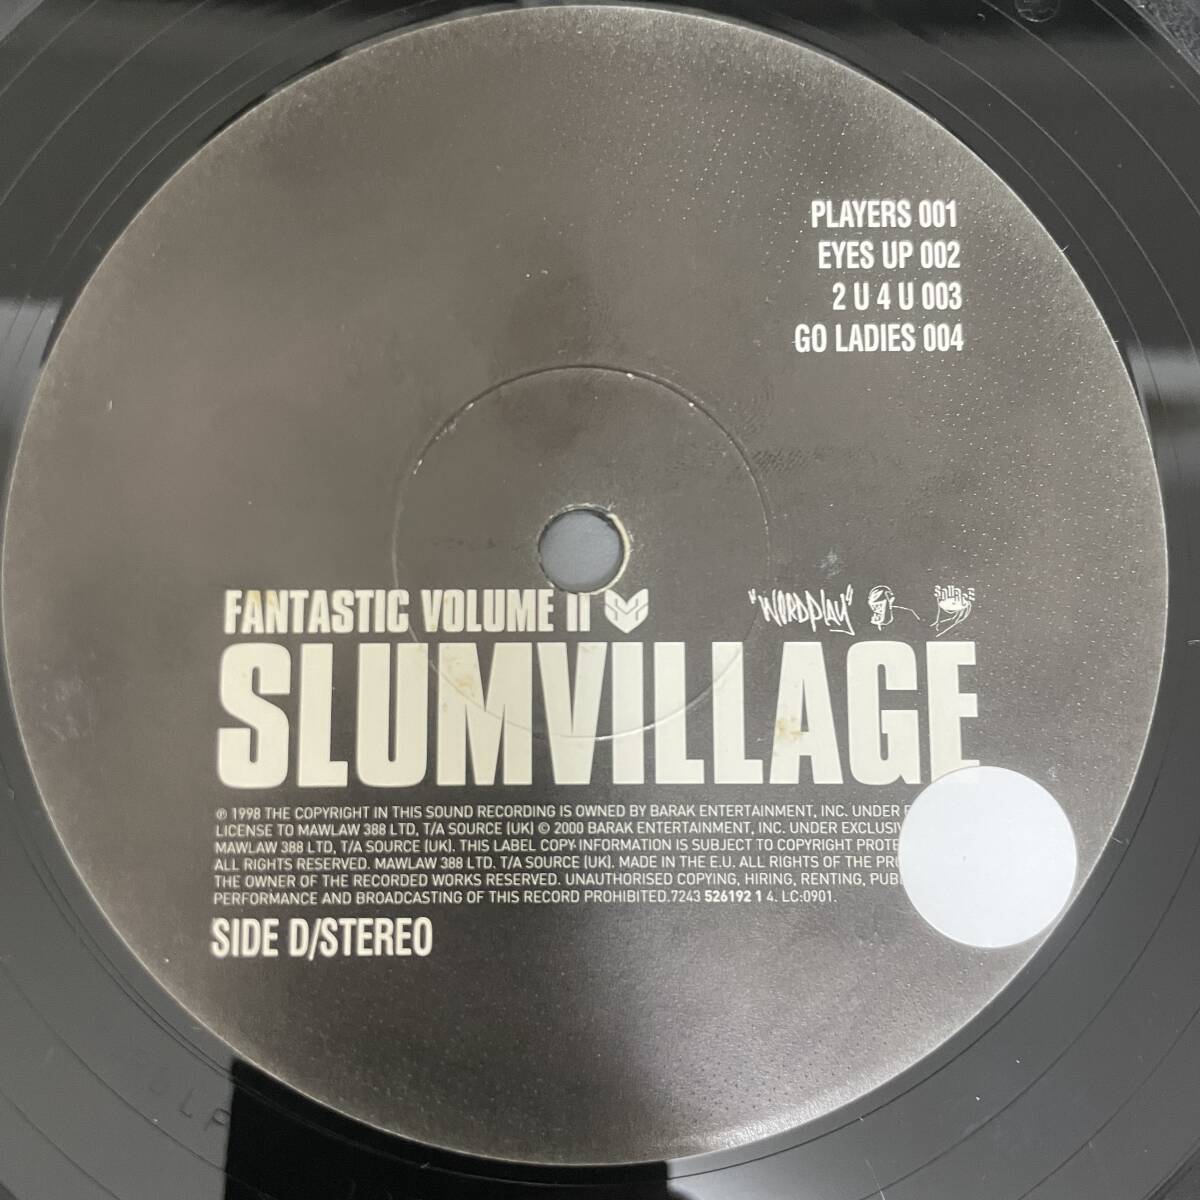 PLAYERS 001
EYES UP 002
2 U 4 U 003
GO LADIES 004
FANTASTIC VOLUME II
"WORDPLAY"
SOURCE
SLUMVILLAGE
℗ 1998 THE COPYRIGHT IN THIS SOUND RECORDING IS OWNED BY BARAK ENTERTAINMENT, INC. UNDER
LICENSE TO MAWLAW 388 LTD, T/A SOURCE (UK) © 2000 BARAK ENTERTAINMENT, INC. UNDER
MAWLAW 388 LTD, T/A SOURCE (UK). THIS LABEL COPY INFORMATION IS SUBJECT TO COPYRIGHT
ALL RIGHTS RESERVED. MAWLAW 388 LTD. T/A SOURCE (UK). MADE IN THE E.U. ALL RIGHTS OF THE
THE OWNER OF THE RECORDED WORKS RESERVED. UNAUTHORISED COPYING, HIRING, RENTING,
PERFORMANCE AND BROADCASTING OF THIS RECORD PROHIBITED.7243 526192 1 4. LC:0901.
SIDE D/STEREO